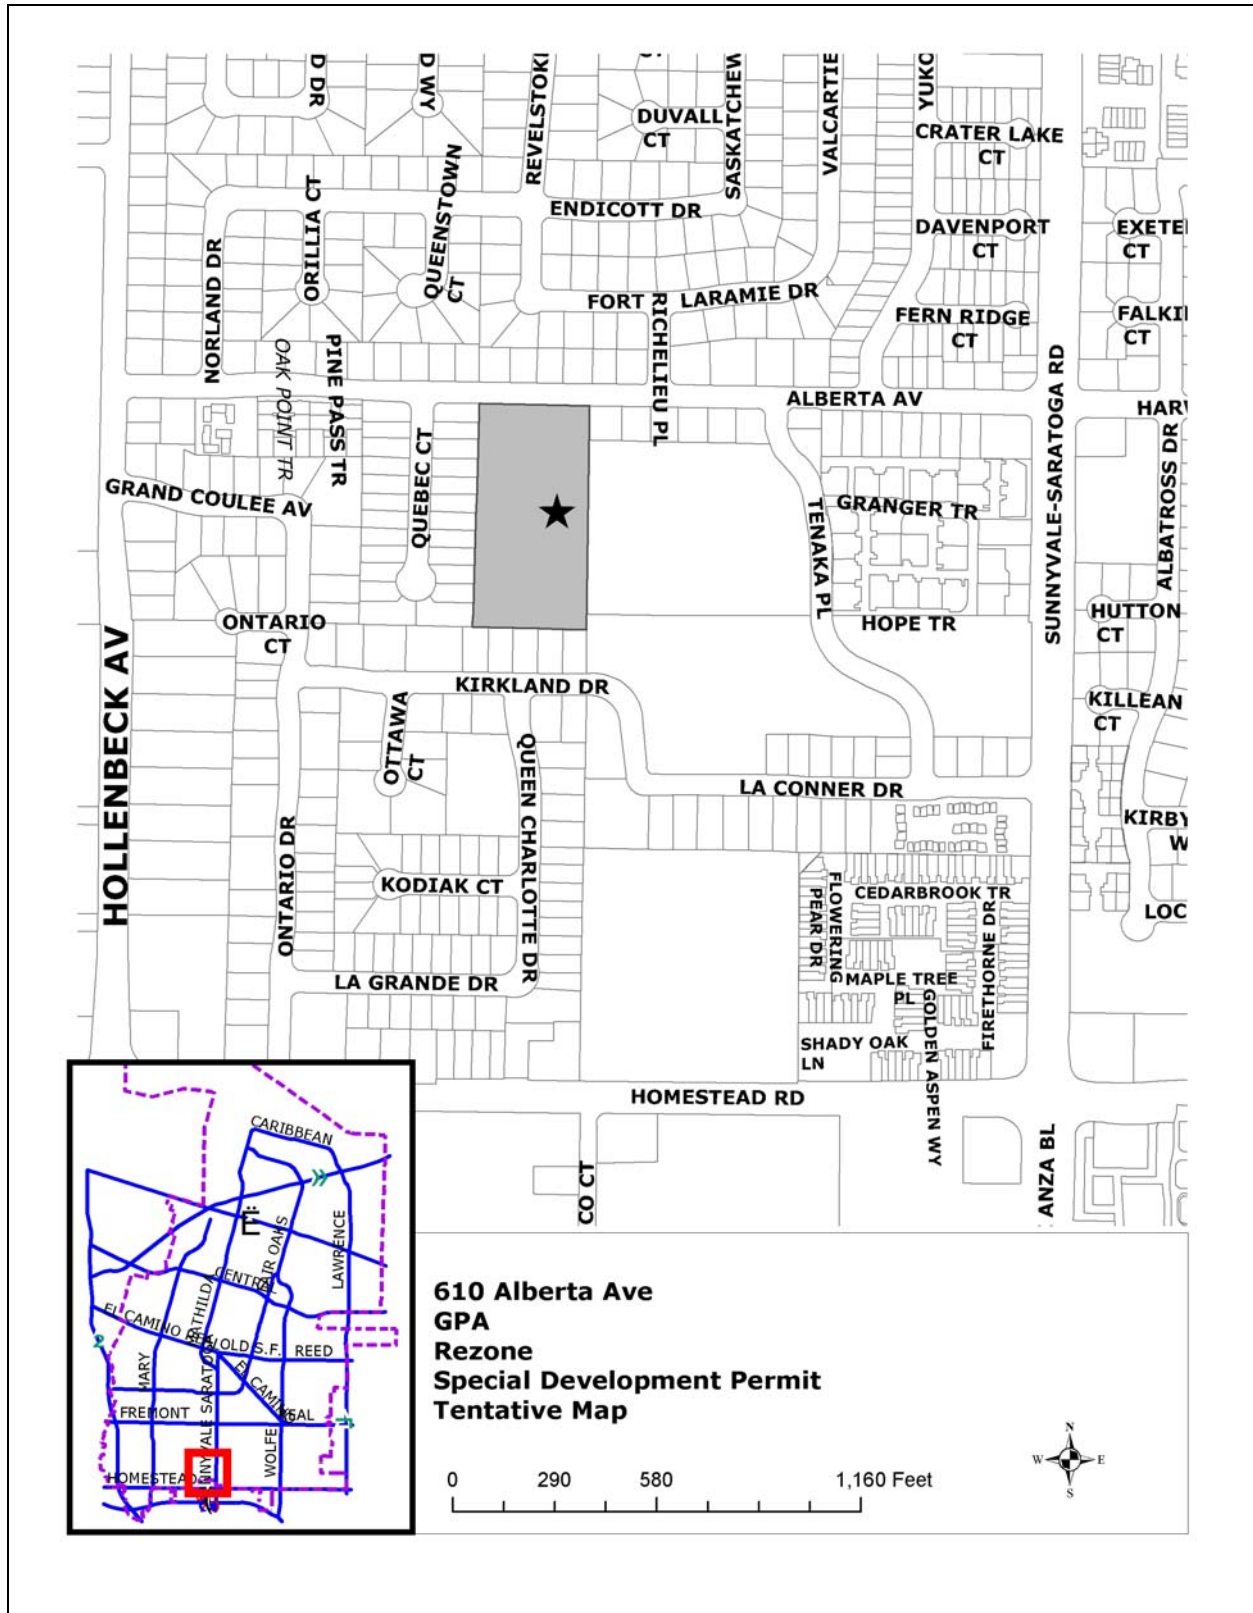 D DR
D WY
REVELSTOK
CT
SASKATCHEW
VALCARTIE
YUKO
DUVALL
CT
CRATER LAKE
CT
ENDICOTT DR
ORILLIA CT
QUEENSTOWN
CT
NORLAND DR
DAVENPORT
CT
EXETE
CT
FORT LARAMIE DR
RICHELIEU PL
FERN RIDGE
CT
FALKI
CT
OAK POINT TR
PINE PASS TR
ALBERTA AV
HARW
GRAND COULEE AV
QUEBEC CT
TENAKA PL
GRANGER TR
SUNNYVALE-SARATOGA RD
ALBATROSS DR
HOPE TR
HUTTON
CT
ONTARIO
CT
HOLLENBECK AV
KIRKLAND DR
OTTAWA
CT
QUEEN CHARLOTTE DR
KILLEAN
CT
LA CONNER DR
KIRBY
W
ONTARIO DR
KODIAK CT
CEDARBROOK TR
FLOWERING
PEAR DR
FIRETHORNE DR
LOC
LA GRANDE DR
MAPLE TREE
PL
GOLDEN ASPEN WY
SHADY OAK
LN
HOMESTEAD RD
CO CT
ANZA BL
CARIBBEAN
FAIR OAKS
LAWRENCE
CENTRAL
MATHILDA
EL CAMINO REAL
OLD S.F.
REED
MARY
SUNNYVALE SARATOGA
EL CAMINO REAL
FREMONT
WOLFE
HOMESTEAD
610 Alberta Ave
GPA
Rezone
Special Development Permit
Tentative Map
0 290 580 1,160 Feet
N
W E
S